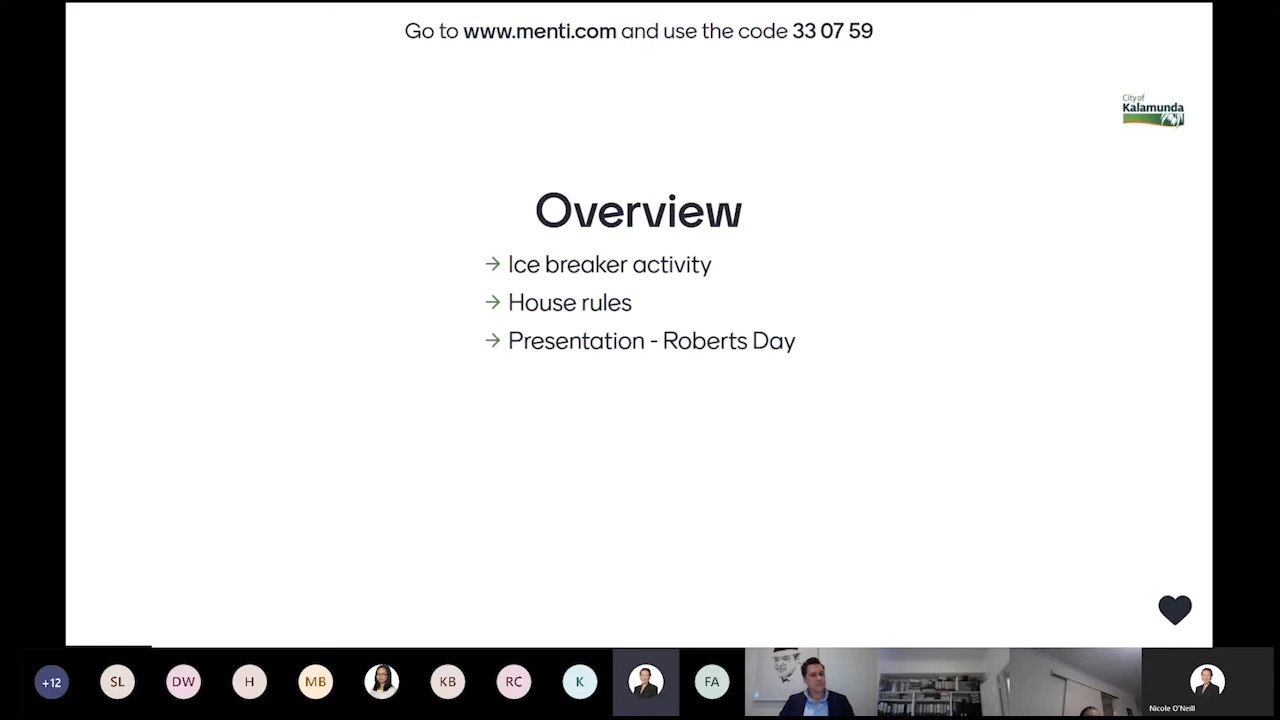 Go to www.menti.com and use the code 33 07 59
City of
Kalamunda
Overview
→ Ice breaker activity
→ House rules
→ Presentation - Roberts Day
+12
SL
DW
H
MB
KB
RC
K
FA
Nicole O'Neill